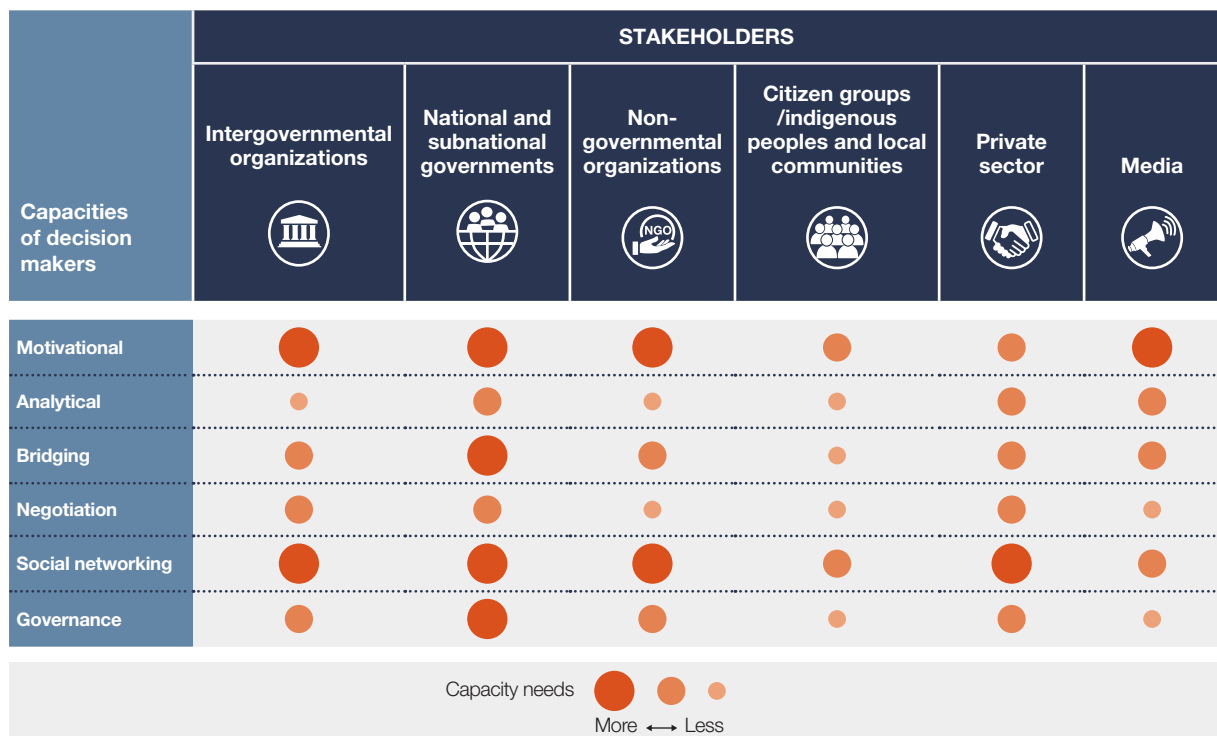 STAKEHOLDERS
Capacities
of decision
makers
Intergovernmental
organizations
National and
subnational
governments
Non-
governmental
organizations
NGO
Citizen groups
/indigenous
peoples and local
communities
Private
sector
Media
Motivational
Analytical
Bridging
Negotiation
Social networking
Governance
Capacity needs
More ⟷ Less